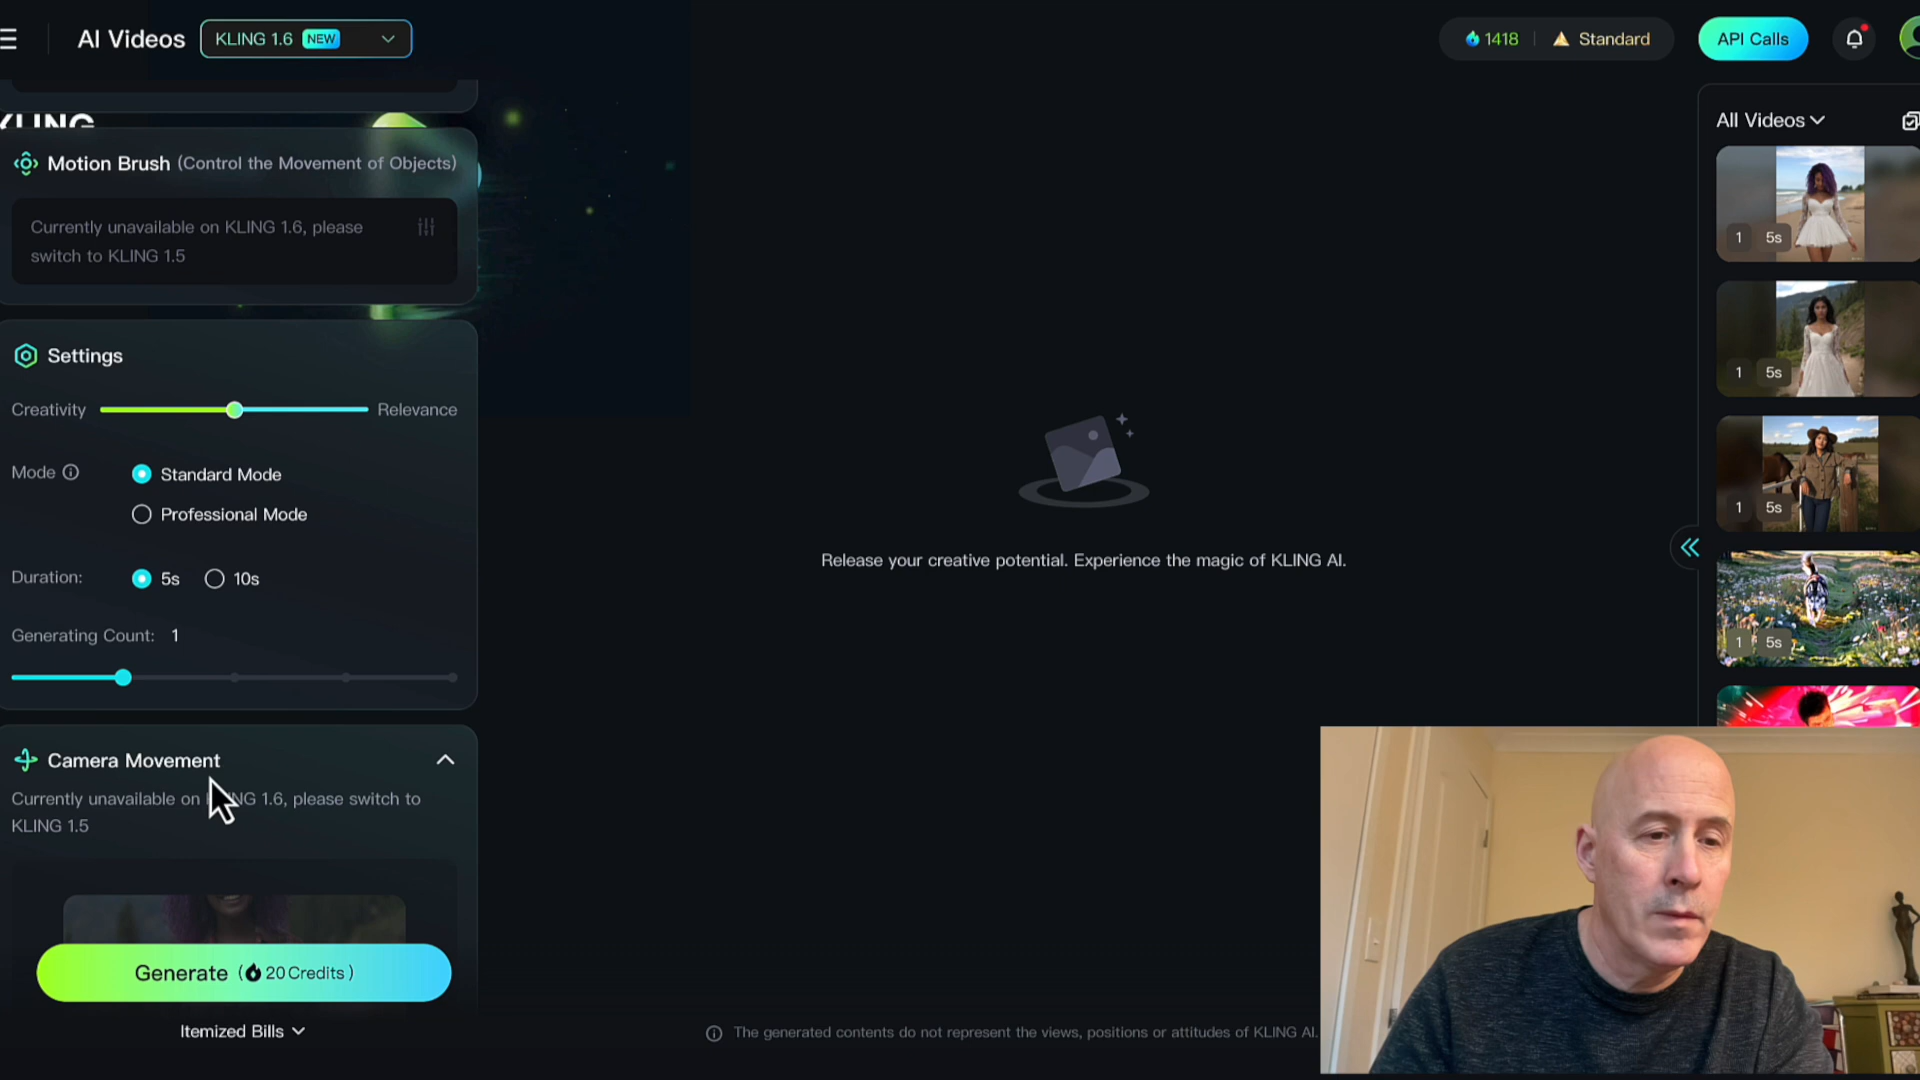 AI Videos
KLING 1.6 NEW
1418
Standard
API Calls
KLING
Motion Brush (Control the Movement of Objects)
Currently unavailable on KLING 1.6, please
switch to KLING 1.5
Settings
Creativity
Relevance
Mode
Standard Mode
Professional Mode
Duration:
5s
10s
Generating Count: 1
Camera Movement
Currently unavailable on KLING 1.6, please switch to
KLING 1.5
Generate ( 20 Credits )
Itemized Bills
Release your creative potential. Experience the magic of KLING AI.
The generated contents do not represent the views, positions or attitudes of KLING AI.
All Videos
1 5s
1 5s
1 5s
1 5s